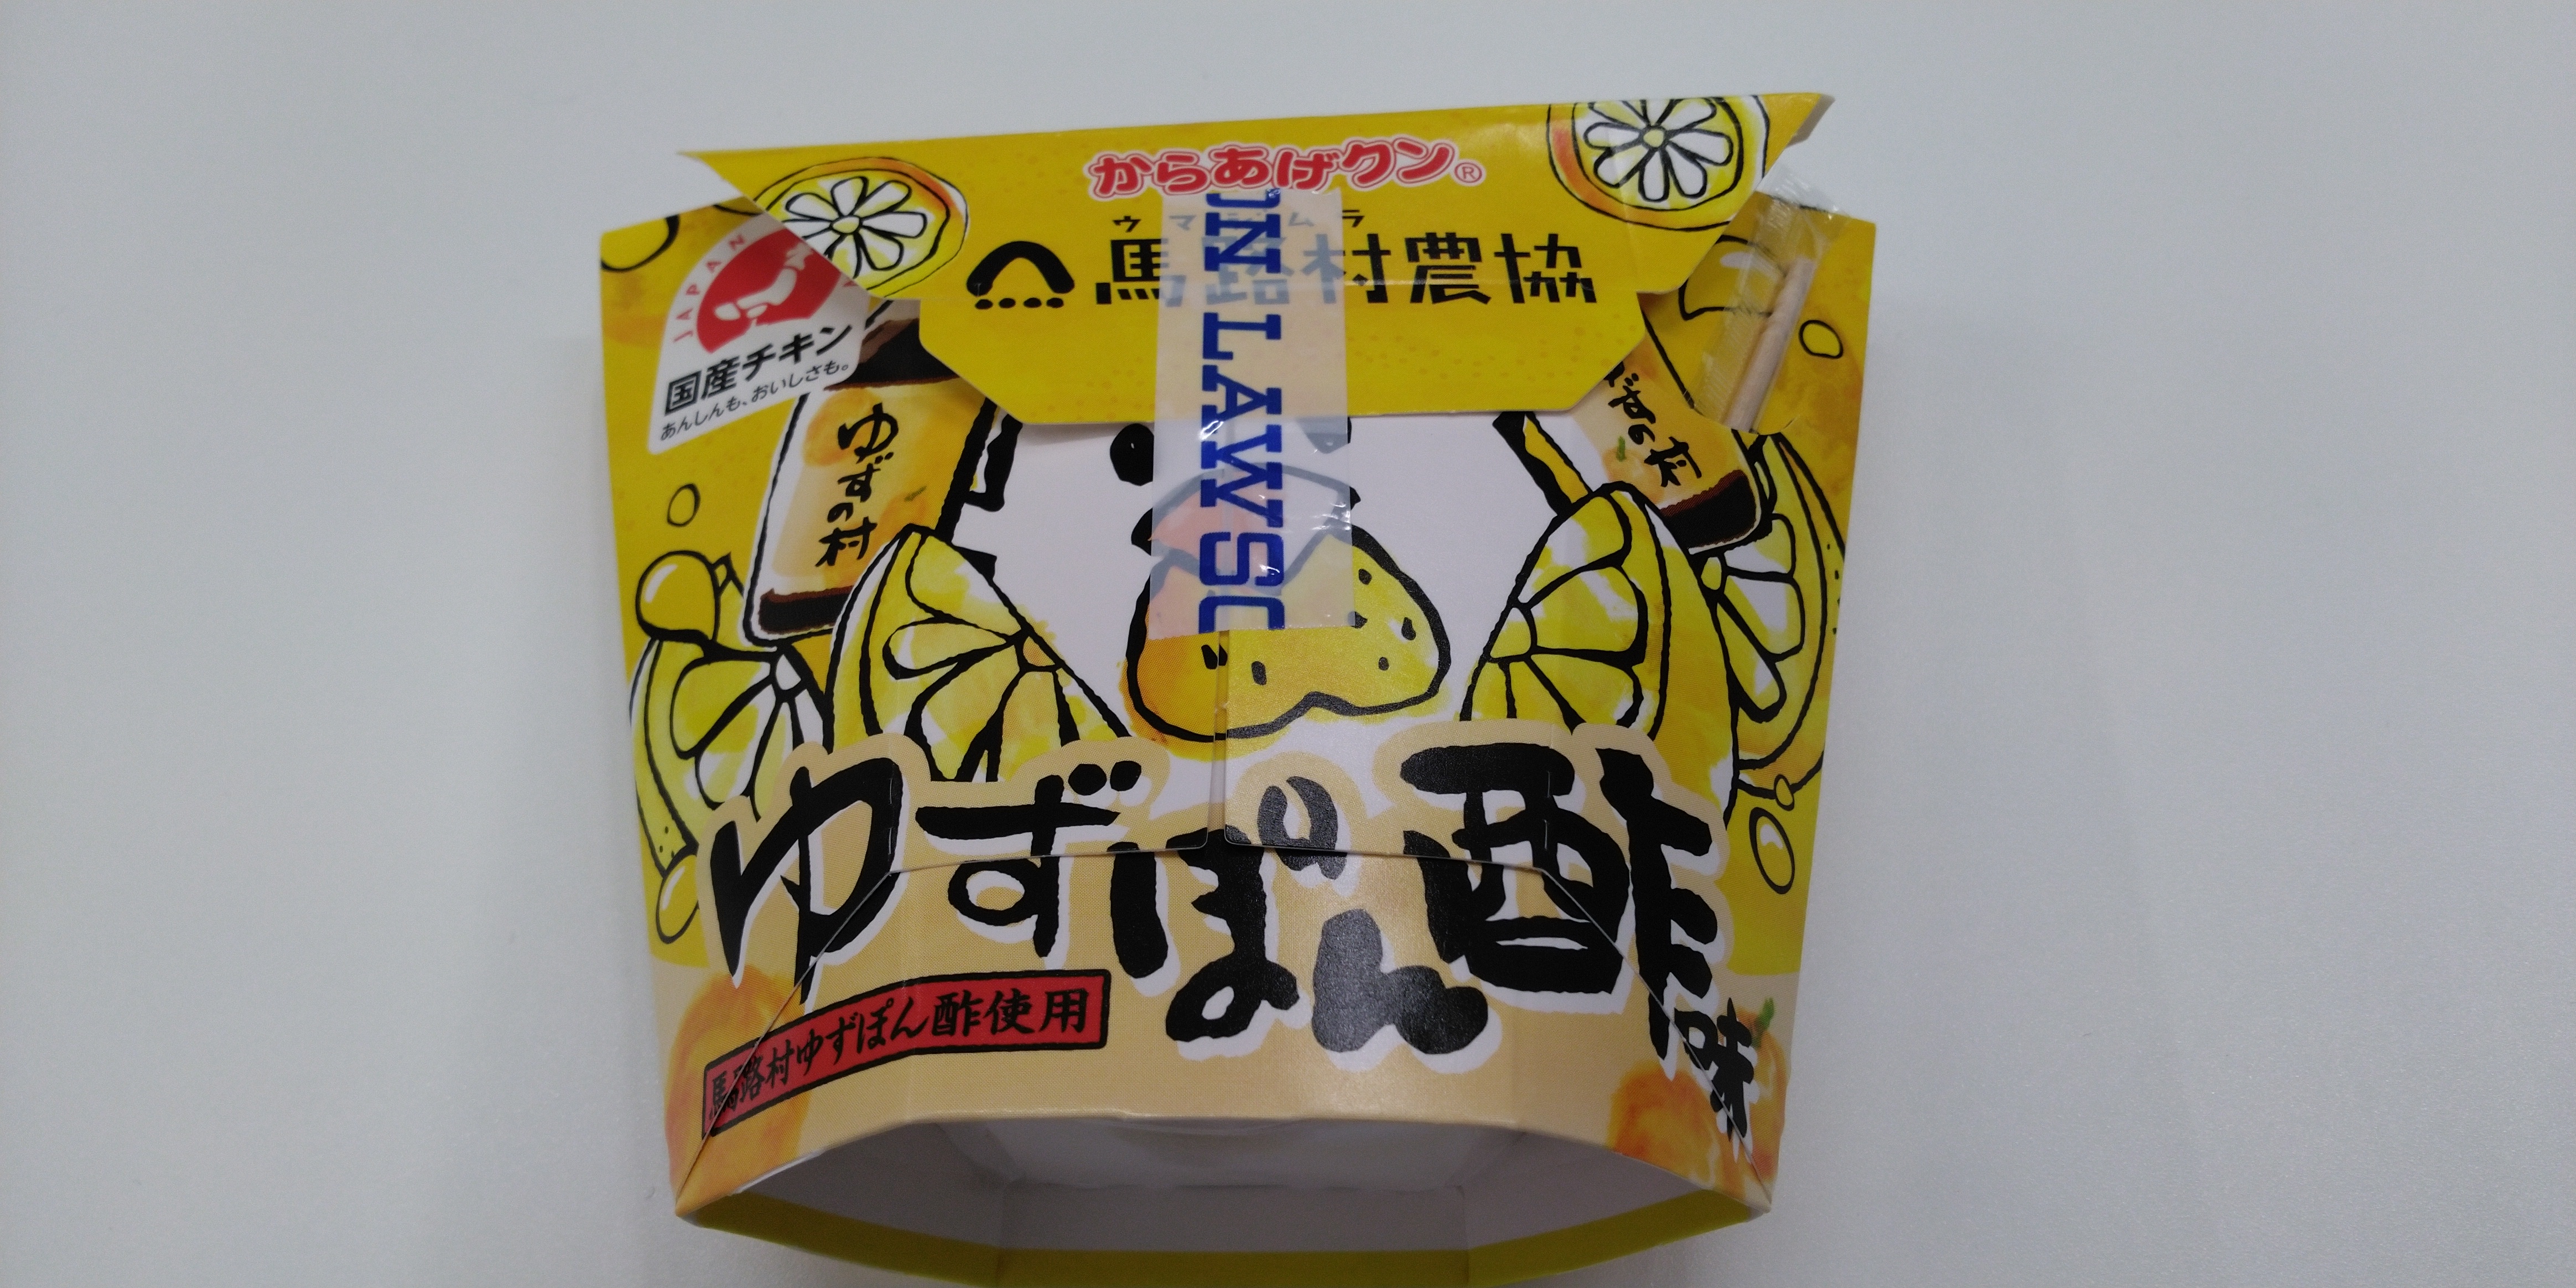 からあげクン®
ウマジムラ
馬路村農協
JAPAN
国産チキン
あんしんも、おいしさも。
ゆずの村
ON LAWSO
ゆずぽん酢味
馬路村ゆずぽん酢使用